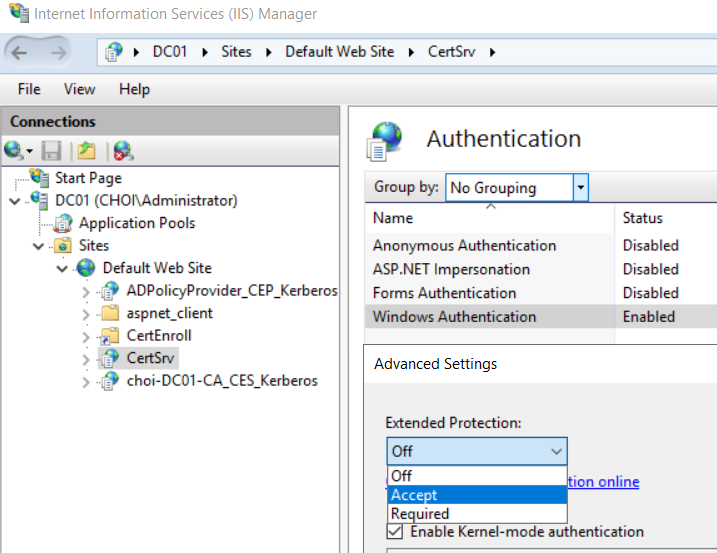 Internet Information Services (IIS) Manager
DC01 Sites Default Web Site CertSrv
File View Help
Connections
Start Page
DC01 (CHOI\Administrator)
Application Pools
Sites
Default Web Site
ADPolicyProvider_CEP_Kerberos
aspnet_client
CertEnroll
CertSrv
choi-DC01-CA_CES_Kerberos
Authentication
Group by: No Grouping
Name Status
Anonymous Authentication Disabled
ASP.NET Impersonation Disabled
Forms Authentication Disabled
Windows Authentication Enabled
Advanced Settings
Extended Protection:
Off
Off
Accept
tion online
Required
Enable Kernel-mode authentication